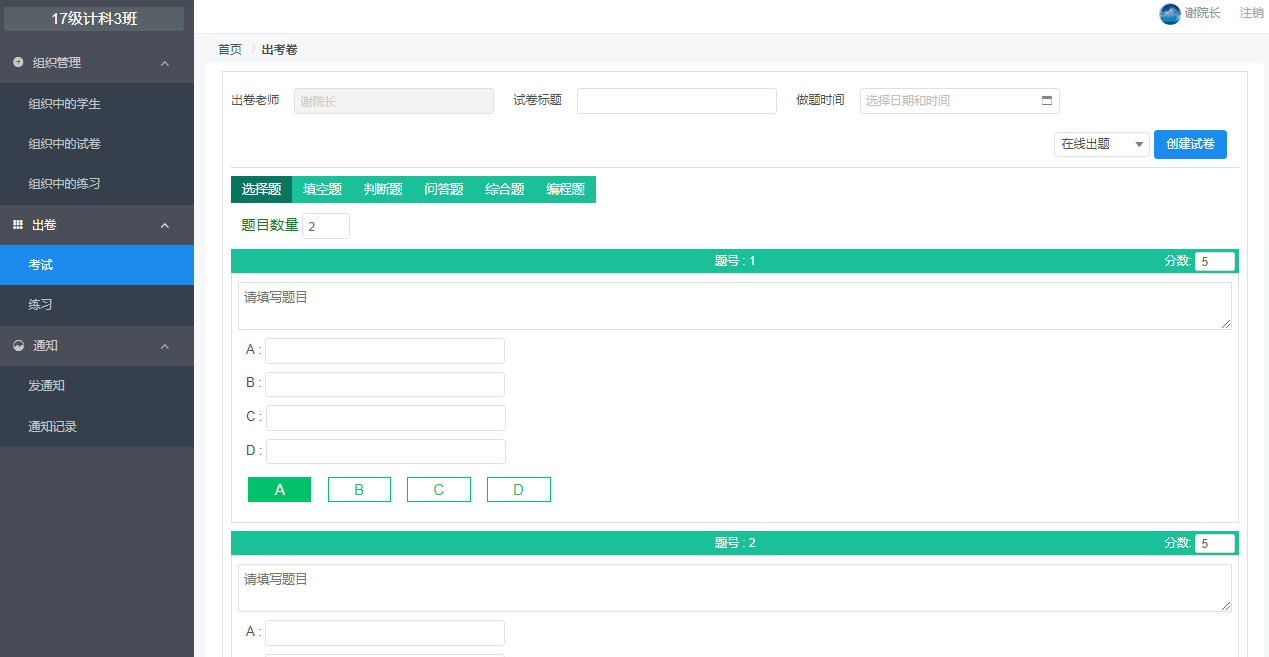 17级计科3班
谢院长 注销
组织管理
组织中的学生
组织中的试卷
组织中的练习
出卷
考试
练习
通知
发通知
通知记录
首页 / 出考卷
出卷老师 谢院长 试卷标题 做题时间 选择日期和时间
在线出题 创建试卷
选择题 填空题 判断题 问答题 综合题 编程题
题目数量 2
题号 : 1 分数: 5
请填写题目
A :
B :
C :
D :
A B C D
题号 : 2 分数: 5
请填写题目
A :